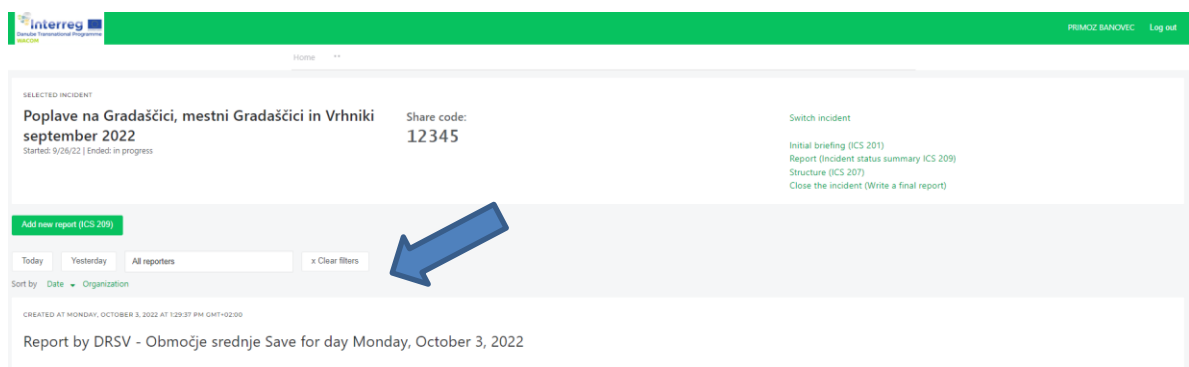 Interreg
Danube Transnational Programme
PRIMOZ BANOVEC Log out
Home
SELECTED INCIDENT
Poplave na Gradaščici, mestni Gradaščici in Vrhniki
september 2022
Started: 9/26/22 | Ended: in progress
Share code:
12345
Switch incident
Initial briefing (ICS 201)
Report (Incident status summary ICS 209)
Structure (ICS 207)
Close the incident (Write a final report)
Add new report (ICS 209)
Today Yesterday All reporters x Clear filters
Sort by Date Organization
CREATED AT MONDAY, OCTOBER 3, 2022 AT 1:29:37 PM GMT+02:00
Report by DRSV - Območje srednje Save for day Monday, October 3, 2022